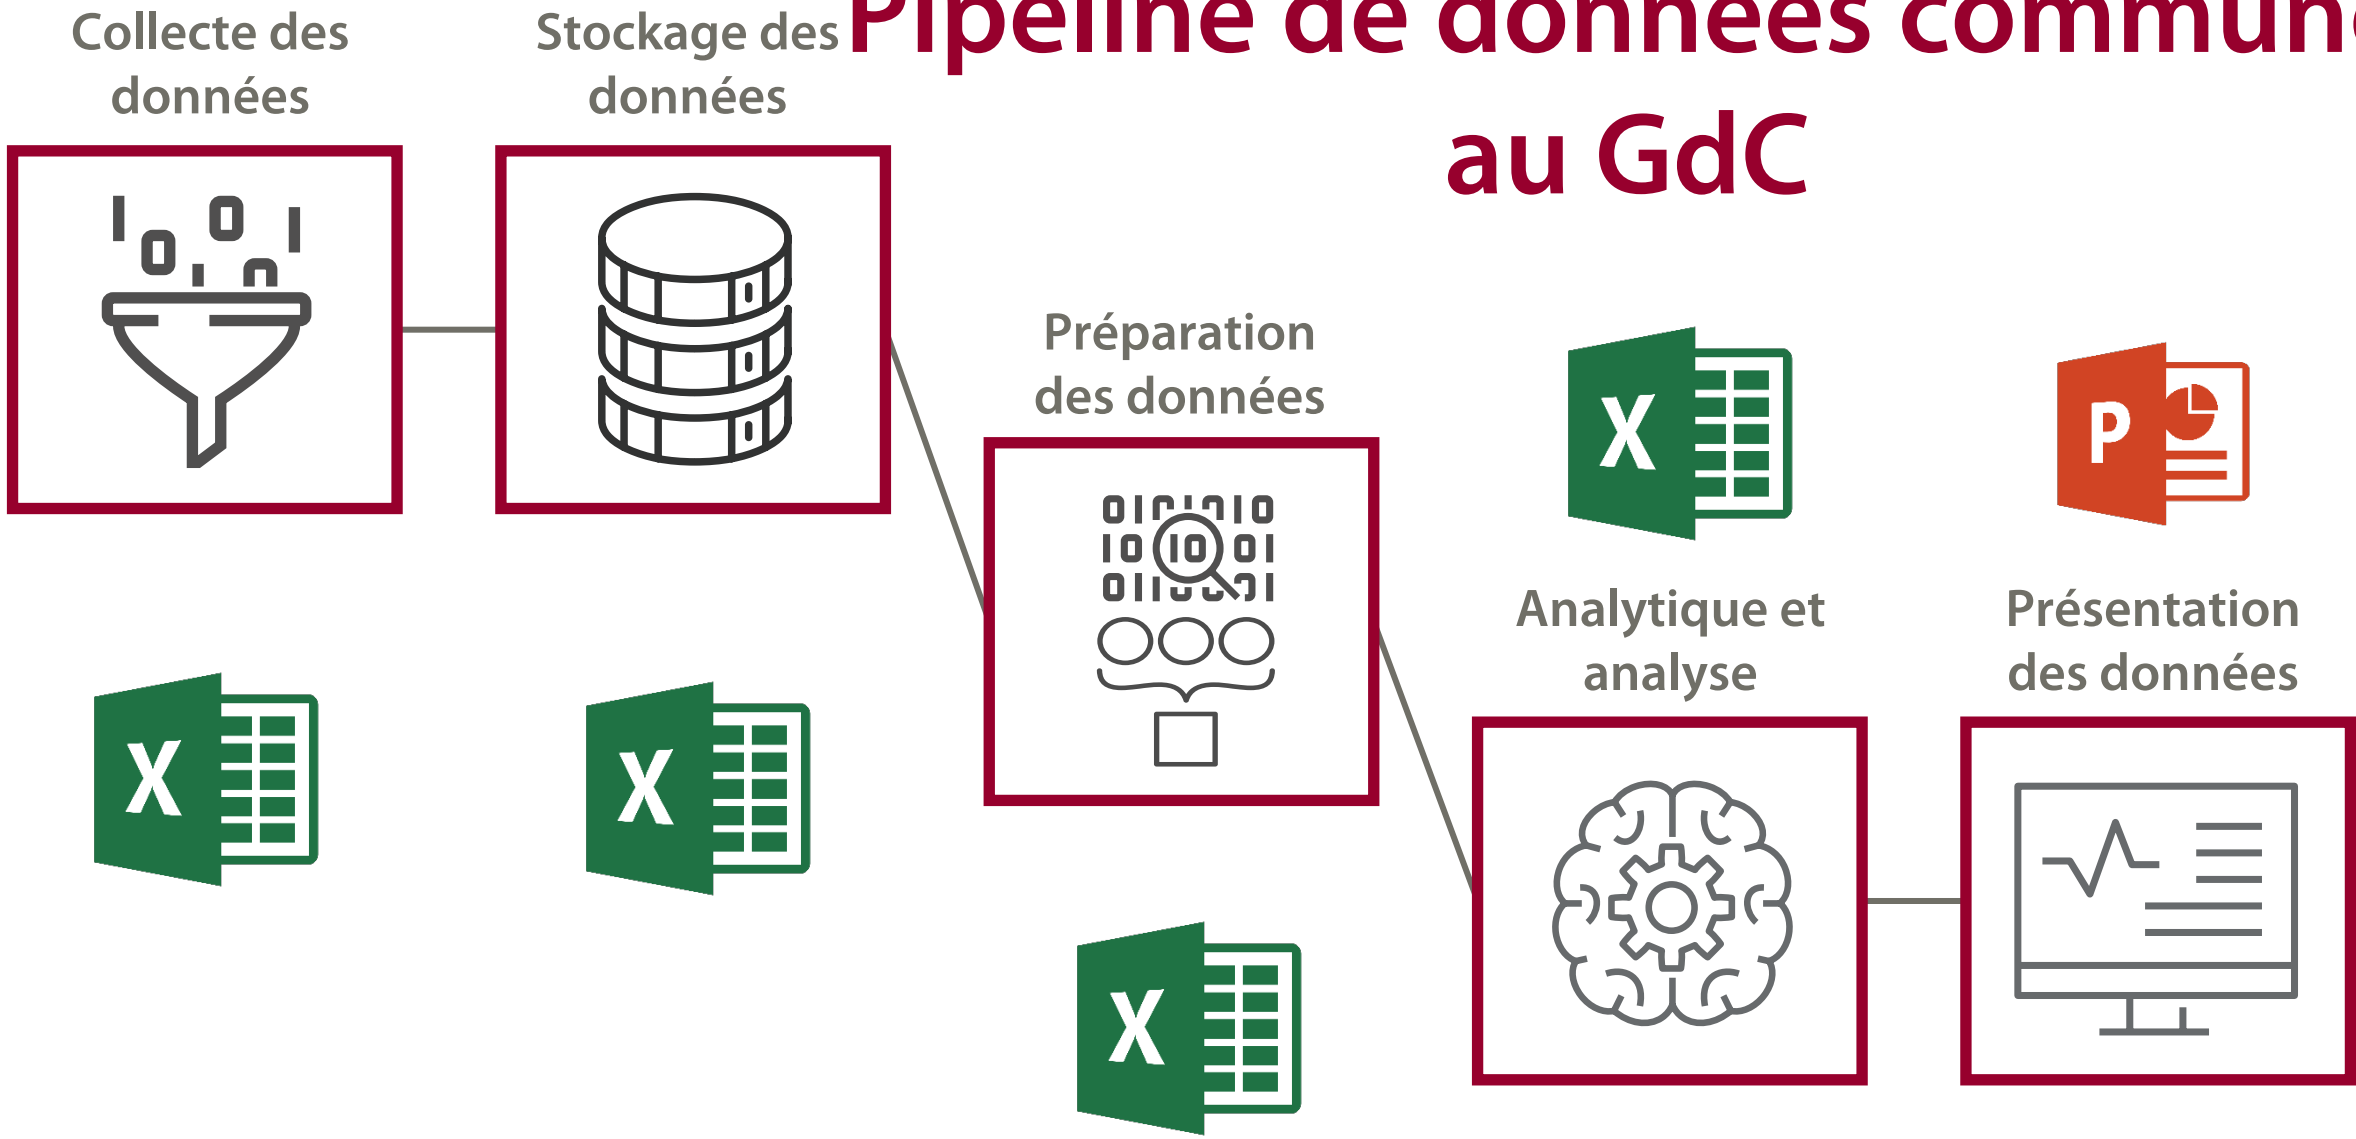 Pipeline de données commune
au GdC
Collecte des
données
Stockage des
données
Préparation
des données
Analytique et
analyse
Présentation
des données
X
X
X
X
P